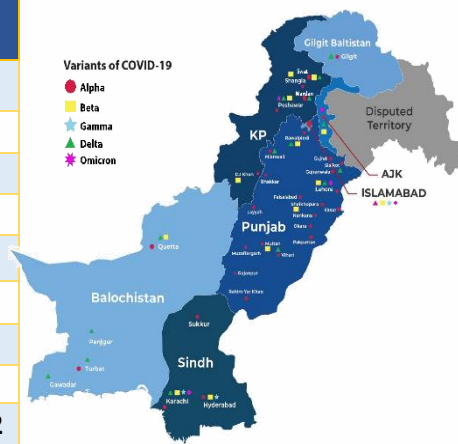 Variants of COVID-19
Alpha
Beta
Gamma
Delta
Omicron
Gilgit Baltistan
Gilgit
Swat
Shangla
Mardan
Peshawar
Disputed
Territory
KP
Rawalpindi
AJK
ISLAMABAD
Mianwali
Gujrat
Sialkot
Gujranwala
Lahore
DI Khan
Bhakkar
Faisalabad
Sheikhupura
Nankana
Kasur
Layyah
Okara
Punjab
Pakpattan
Multan
Muzaffargarh
Vihari
Rajanpur
Rahim Yar Khan
Quetta
Balochistan
Panjgur
Turbat
Gawadar
Sukkur
Sindh
Karachi
Hyderabad
2